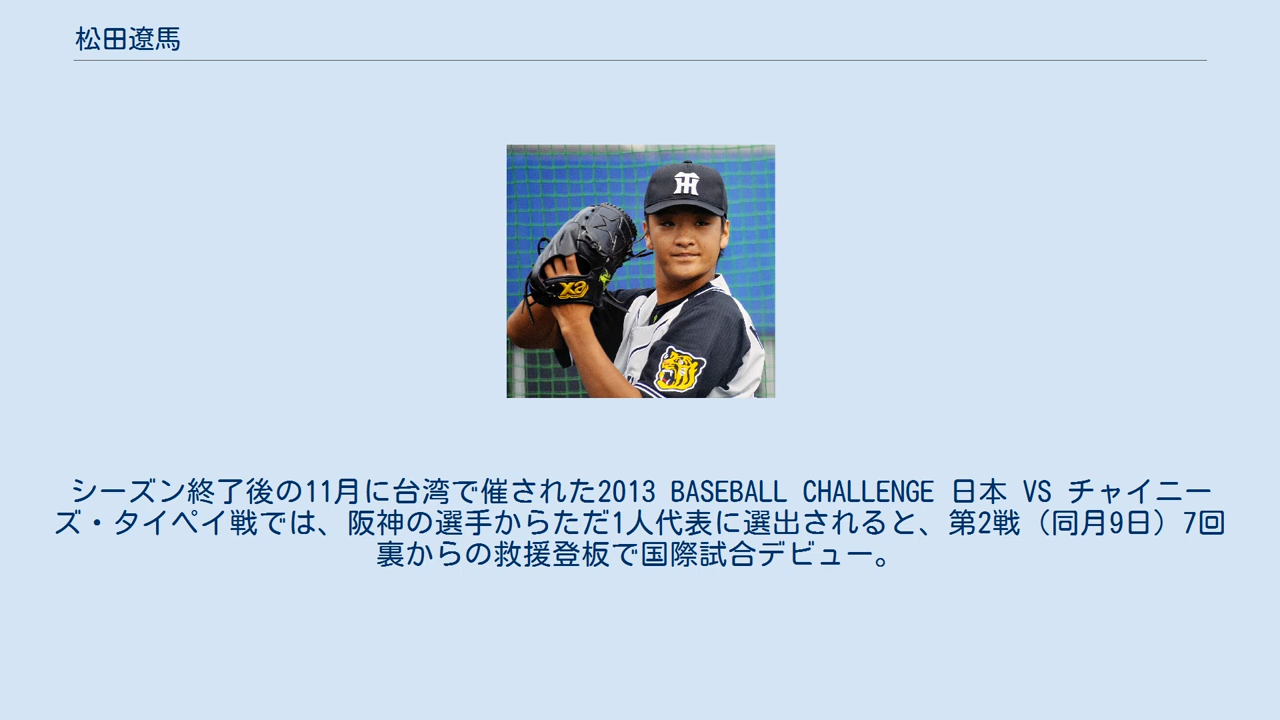 松田遼馬
HT
xa
シーズン終了後の11月に台湾で催された2013 BASEBALL CHALLENGE 日本 VS チャイニー
ズ・タイペイ戦では、阪神の選手からただ1人代表に選出されると、第2戦（同月9日）7回
裏からの救援登板で国際試合デビュー。